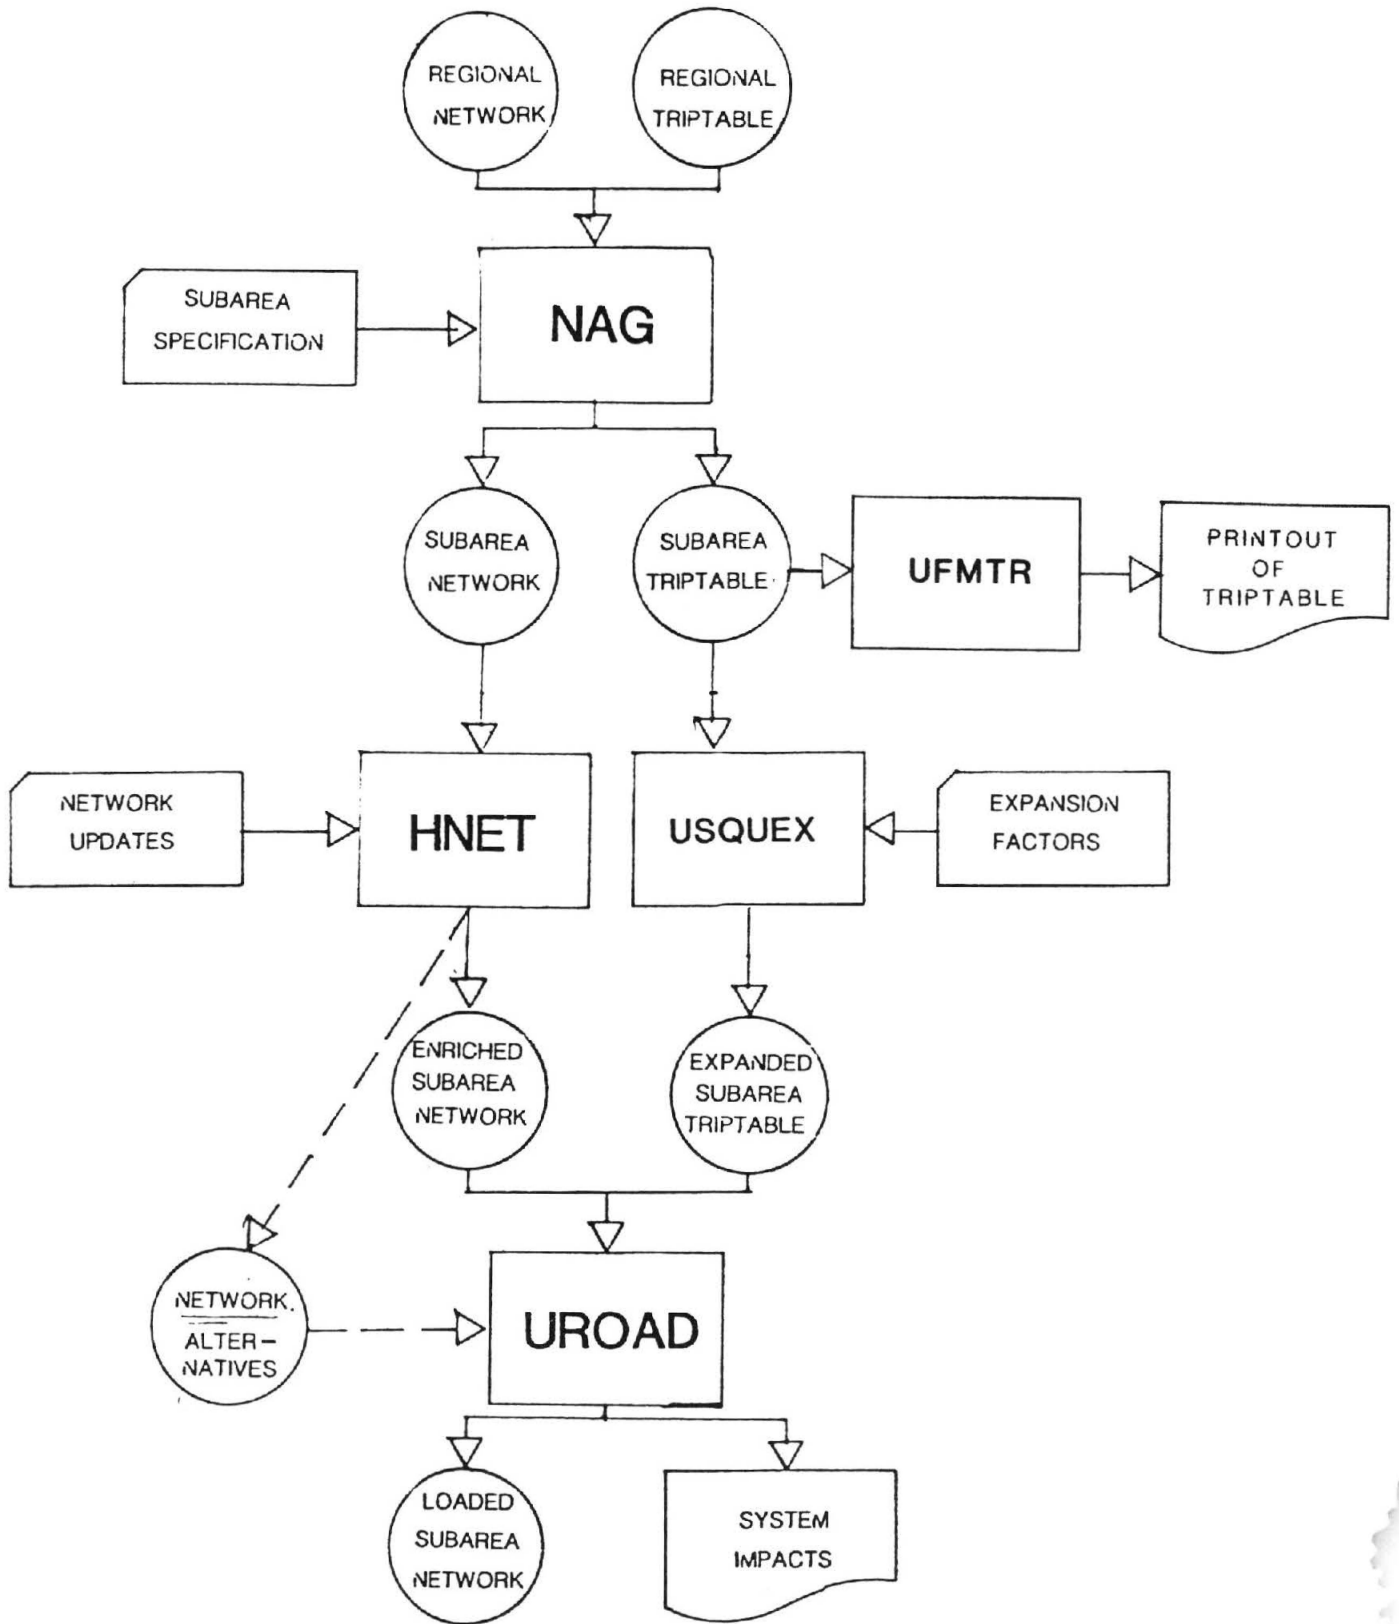 REGIONAL
NETWORK
REGIONAL
TRIPTABLE
SUBAREA
SPECIFICATION
NAG
SUBAREA
NETWORK
SUBAREA
TRIPTABLE
UFMTR
PRINTOUT
OF
TRIPTABLE
NETWORK
UPDATES
HNET
USQUEX
EXPANSION
FACTORS
ENRICHED
SUBAREA
NETWORK
EXPANDED
SUBAREA
TRIPTABLE
NETWORK
ALTER-
NATIVES
UROAD
LOADED
SUBAREA
NETWORK
SYSTEM
IMPACTS